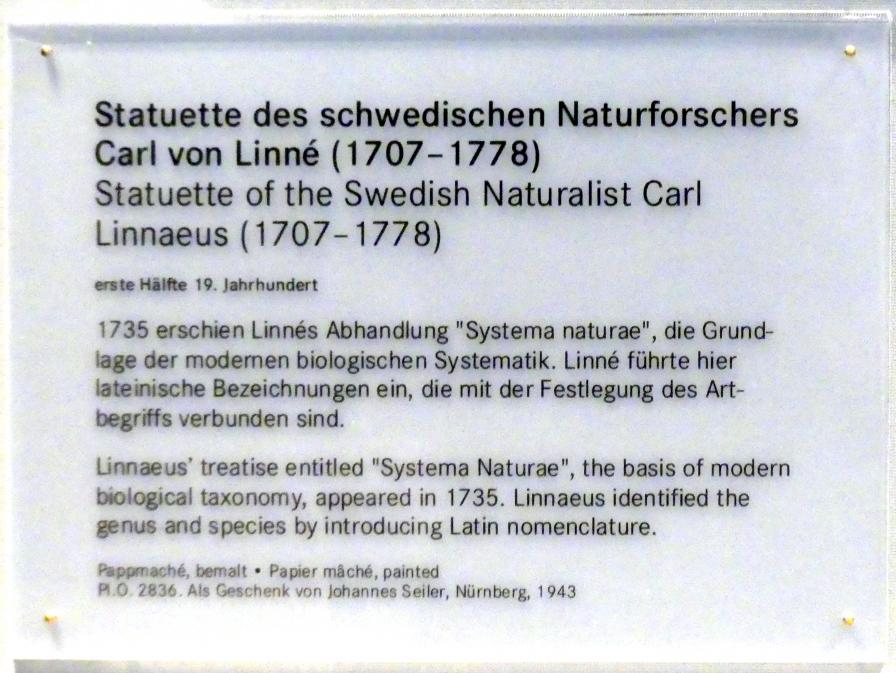 Statuette des schwedischen Naturforschers
Carl von Linné (1707–1778)
Statuette of the Swedish Naturalist Carl
Linnaeus (1707–1778)
erste Hälfte 19. Jahrhundert
1735 erschien Linnés Abhandlung "Systema naturae", die Grund-
lage der modernen biologischen Systematik. Linné führte hier
lateinische Bezeichnungen ein, die mit der Festlegung des Art-
begriffs verbunden sind.
Linnaeus' treatise entitled "Systema Naturae", the basis of modern
biological taxonomy, appeared in 1735. Linnaeus identified the
genus and species by introducing Latin nomenclature.
Pappmaché, bemalt • Papier mâché, painted
Pl.O. 2836. Als Geschenk von Johannes Seiler, Nürnberg, 1943